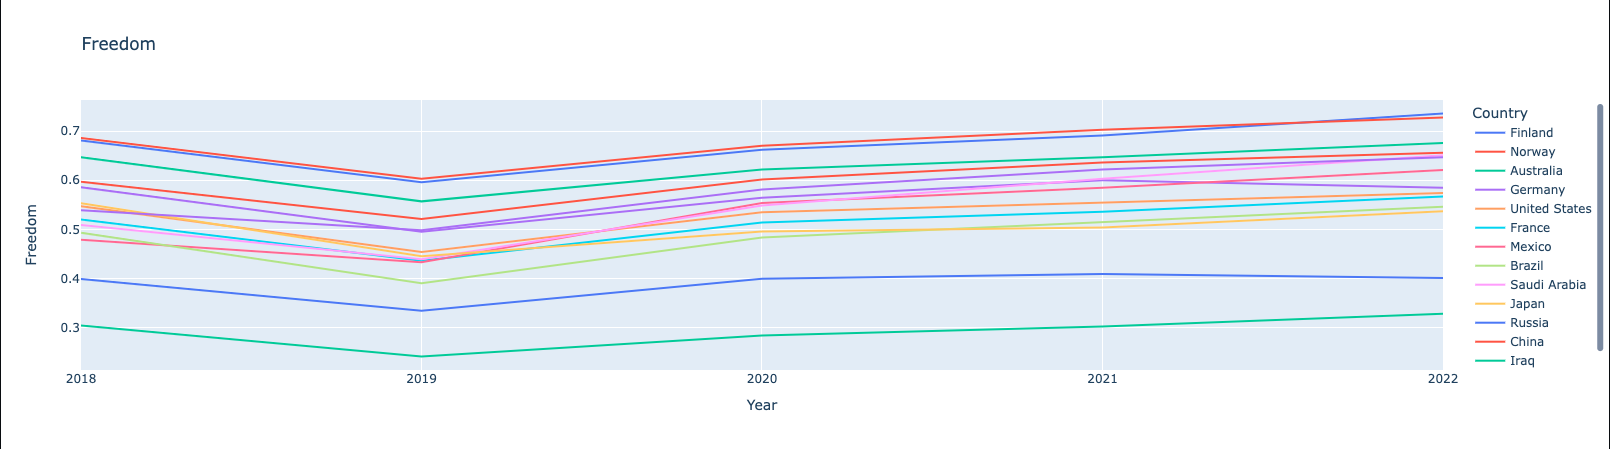 Freedom
Country
Finland
Norway
Australia
Germany
United States
France
Mexico
Brazil
Saudi Arabia
Japan
Russia
China
Iraq
Freedom
0.7
0.6
0.5
0.4
0.3
2018 2019 2020 2021 2022
Year